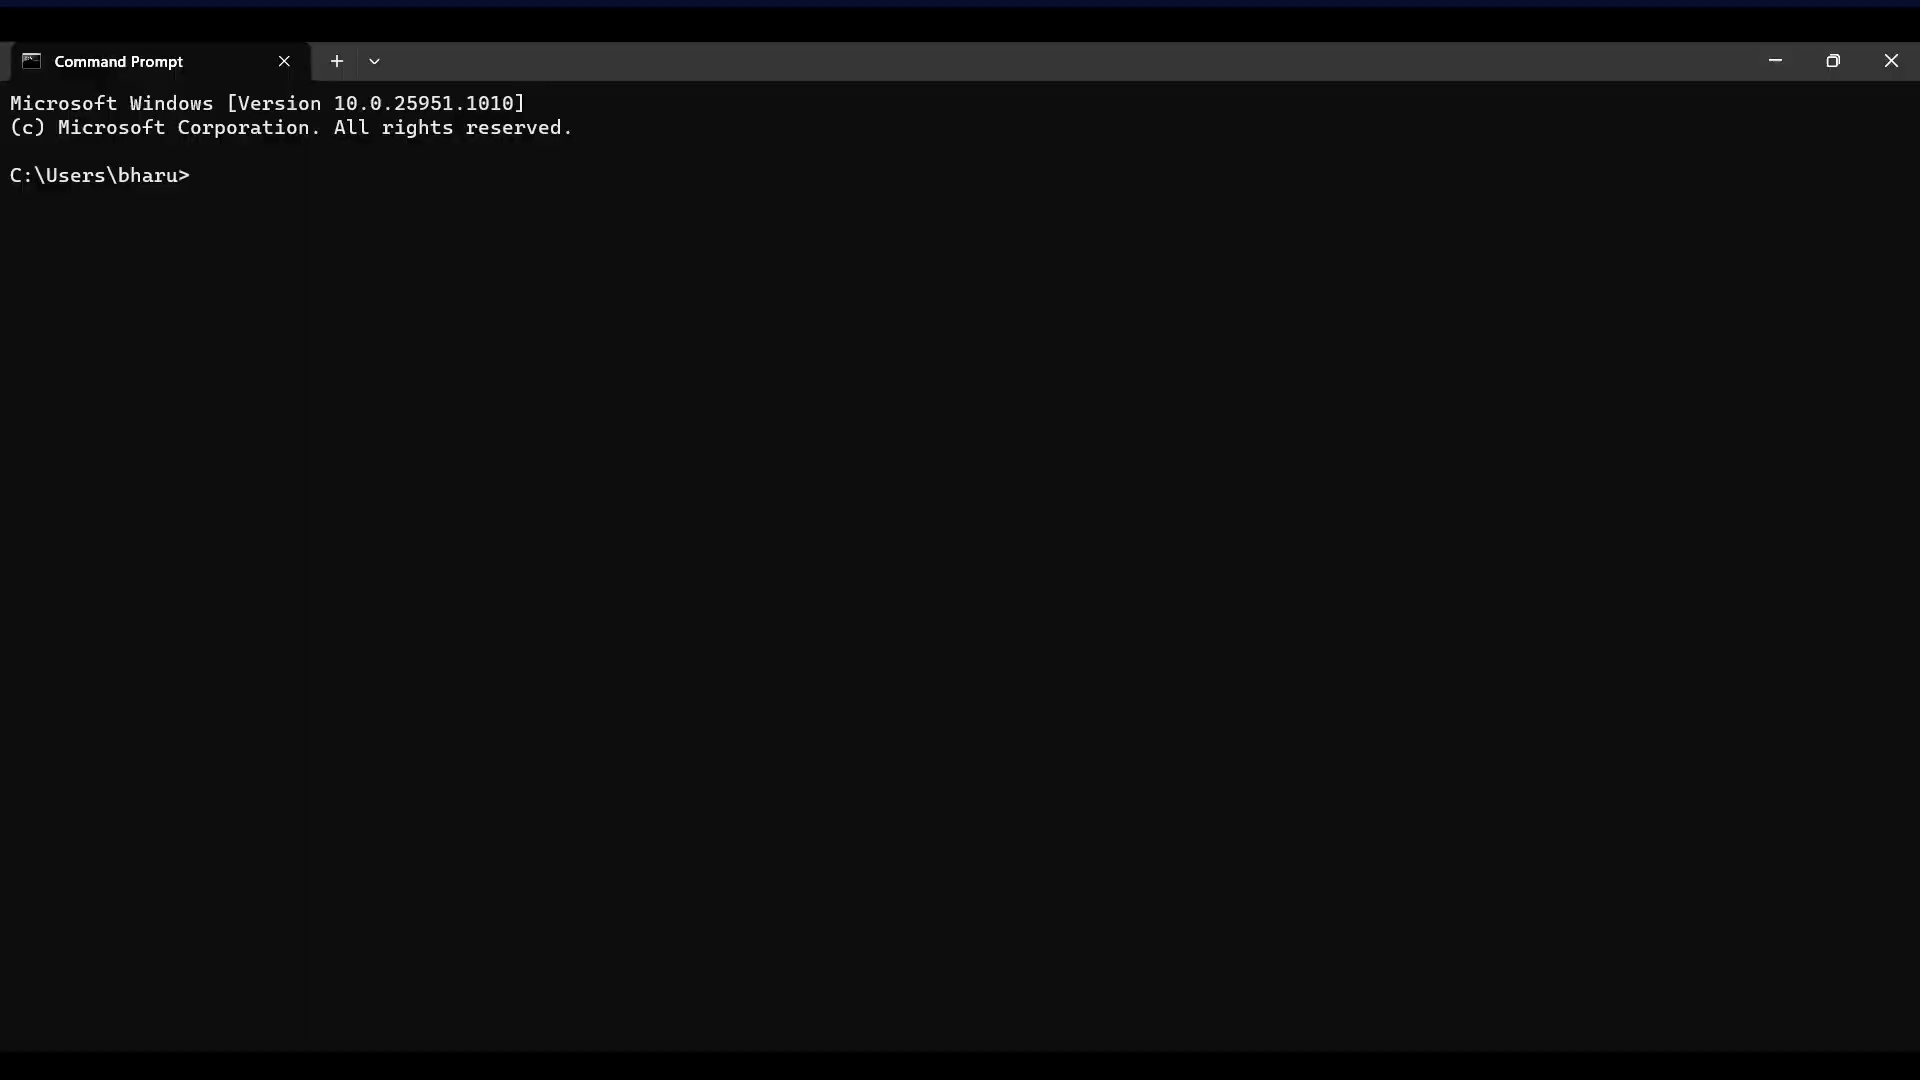 Command Prompt
Microsoft Windows [Version 10.0.25951.1010]
(c) Microsoft Corporation. All rights reserved.
C:\Users\bharu>